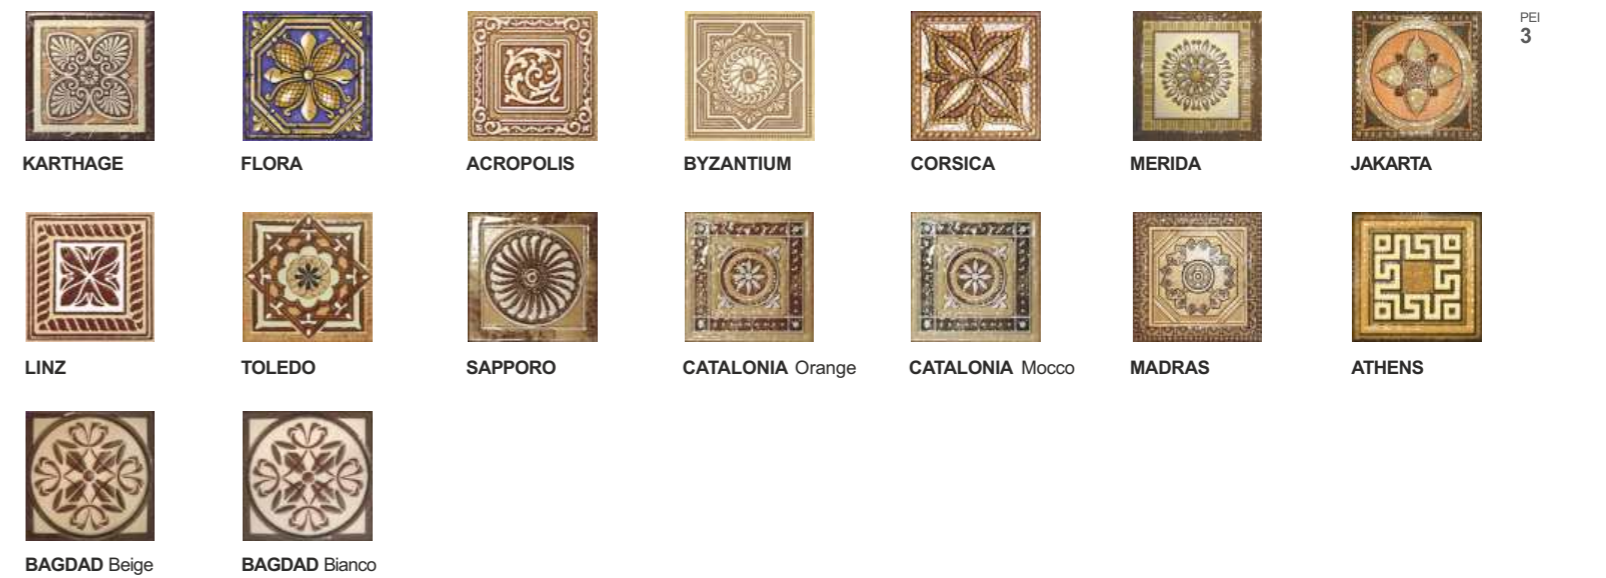 PEI
3
KARTHAGE
FLORA
ACROPOLIS
BYZANTIUM
CORSICA
MERIDA
JAKARTA
LINZ
TOLEDO
SAPPORO
CATALONIA Orange
CATALONIA Mocco
MADRAS
ATHENS
BAGDAD Beige
BAGDAD Bianco